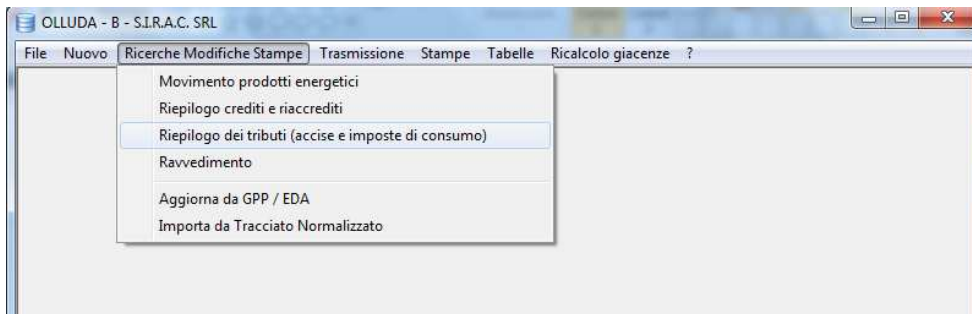 OLLUDA - B - S.I.R.A.C. SRL
File Nuovo Ricerche Modifiche Stampe Trasmissione Stampe Tabelle Ricalcolo giacenze ?
Movimento prodotti energetici
Riepilogo crediti e riaccrediti
Riepilogo dei tributi (accise e imposte di consumo)
Ravvedimento
Aggiorna da GPP / EDA
Importa da Tracciato Normalizzato